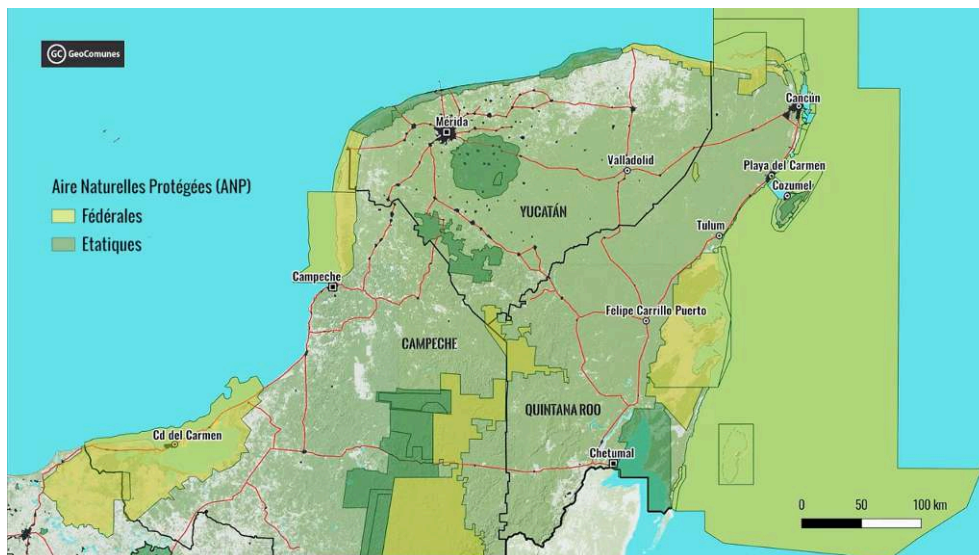 GC GeoComunes
Cancún
Mérida
Valladolid
Playa del Carmen
Cozumel
Aire Naturelles Protégées (ANP)
Fédérales
YUCATÁN
Etatiques
Tulum
Campeche
Felipe Carrillo Puerto
CAMPECHE
QUINTANA ROO
Cd del Carmen
Chetumal
0 50 100 km